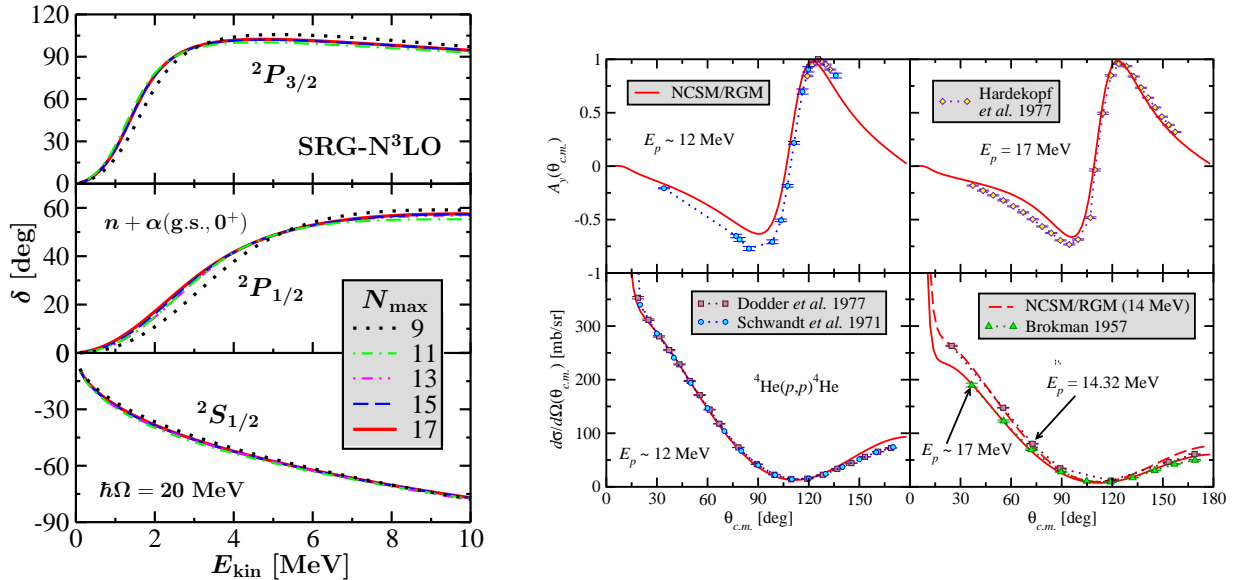 120
90
60
30
0
²P₃/₂
SRG-N³LO
60
30
0
n + α(g.s., 0⁺)
²P₁/₂
δ [deg]
-30
-60
-90
²S₁/₂
ℏΩ = 20 MeV
N_max
9
11
13
15
17
0 2 4 6 8 10
E_kin [MeV]
1
0.5
0
-0.5
-1
A_y(θ_c.m.)
NCSM/RGM
E_p ~ 12 MeV
Hardekopf
et al. 1977
E_p = 17 MeV
300
200
100
0
dσ/dΩ(θ_c.m.) [mb/sr]
Dodder et al. 1977
Schwandt et al. 1971
⁴He(p,p)⁴He
E_p ~ 12 MeV
0 30 60 90 120 150
θ_c.m. [deg]
NCSM/RGM (14 MeV)
Brokman 1957
E_p = 14.32 MeV
E_p ~ 17 MeV
0 30 60 90 120 150 180
θ_c.m. [deg]